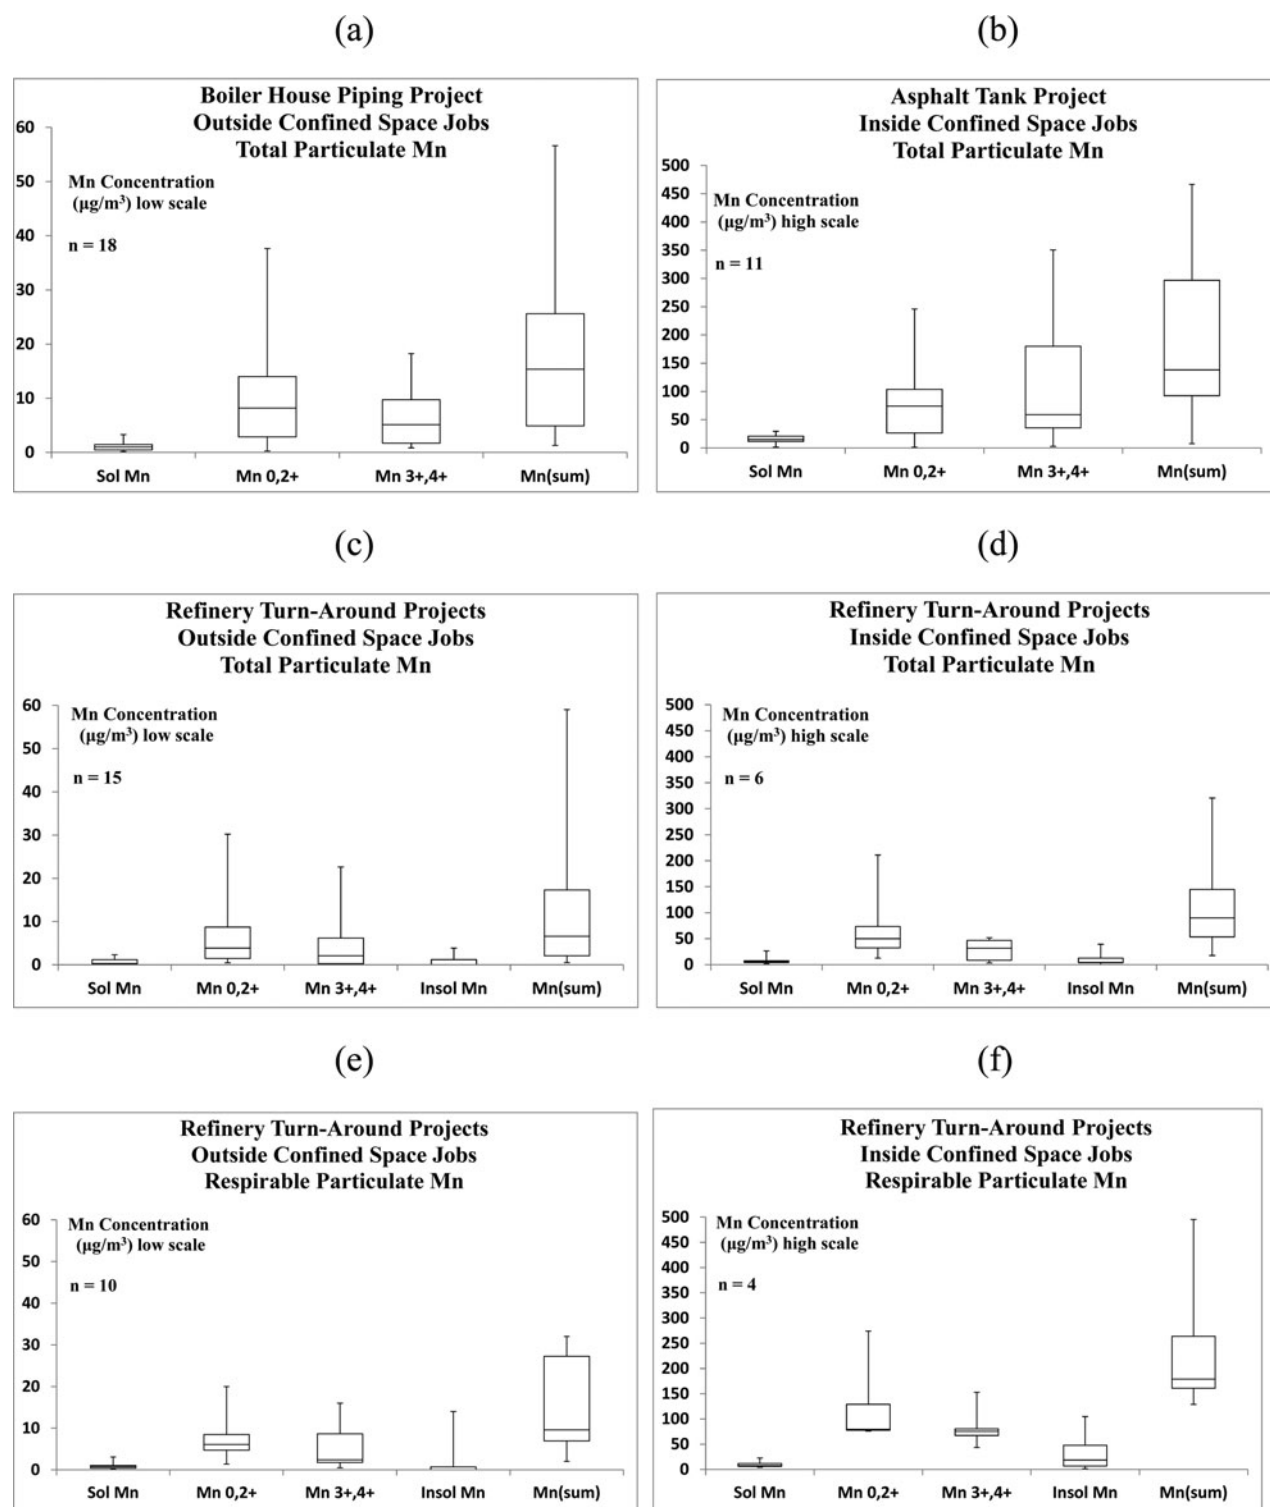 (a)
Boiler House Piping Project
Outside Confined Space Jobs
Total Particulate Mn
60
50
40
30
20
10
0
Mn Concentration
(µg/m³) low scale
n = 18
Sol Mn
Mn 0,2+
Mn 3+,4+
Mn(sum)
(b)
Asphalt Tank Project
Inside Confined Space Jobs
Total Particulate Mn
500
450
400
350
300
250
200
150
100
50
0
Mn Concentration
(µg/m³) high scale
n = 11
Sol Mn
Mn 0,2+
Mn 3+,4+
Mn(sum)
(c)
Refinery Turn-Around Projects
Outside Confined Space Jobs
Total Particulate Mn
60
50
40
30
20
10
0
Mn Concentration
(µg/m³) low scale
n = 15
Sol Mn
Mn 0,2+
Mn 3+,4+
Insol Mn
Mn(sum)
(d)
Refinery Turn-Around Projects
Inside Confined Space Jobs
Total Particulate Mn
500
450
400
350
300
250
200
150
100
50
0
Mn Concentration
(µg/m³) high scale
n = 6
Sol Mn
Mn 0,2+
Mn 3+,4+
Insol Mn
Mn(sum)
(e)
Refinery Turn-Around Projects
Outside Confined Space Jobs
Respirable Particulate Mn
60
50
40
30
20
10
0
Mn Concentration
(µg/m³) low scale
n = 10
Sol Mn
Mn 0,2+
Mn 3+,4+
Insol Mn
Mn(sum)
(f)
Refinery Turn-Around Projects
Inside Confined Space Jobs
Respirable Particulate Mn
500
450
400
350
300
250
200
150
100
50
0
Mn Concentration
(µg/m³) high scale
n = 4
Sol Mn
Mn 0,2+
Mn 3+,4+
Insol Mn
Mn(sum)